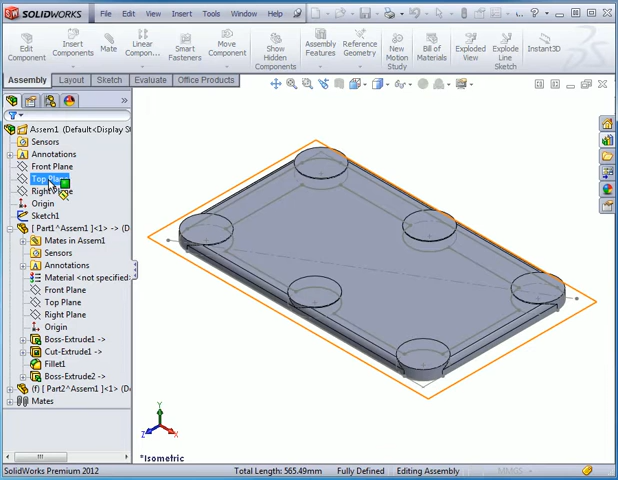 SOLIDWORKS File Edit View Insert Tools Window Help
Edit Component
Insert Components
Mate
Linear Compon...
Smart Fasteners
Move Component
Show Hidden Components
Assembly Features
Reference Geometry
New Motion Study
Bill of Materials
Exploded View
Explode Line Sketch
Instant3D
Assembly Layout Sketch Evaluate Office Products
Assem1 (Default<Display S
Sensors
Annotations
Front Plane
Top Plane
Right Plane
Origin
Sketch1
[ Part1^Assem1 ]<1> -> (D
Mates in Assem1
Sensors
Annotations
Material <not specified>
Front Plane
Top Plane
Right Plane
Origin
Boss-Extrude1 ->
Cut-Extrude1 ->
Fillet1
Boss-Extrude2 ->
(f) [ Part2^Assem1 ]<1> (D
Mates
Y
Z
X
*Isometric
SolidWorks Premium 2012 Total Length: 565.49mm Fully Defined Editing Assembly MMGS